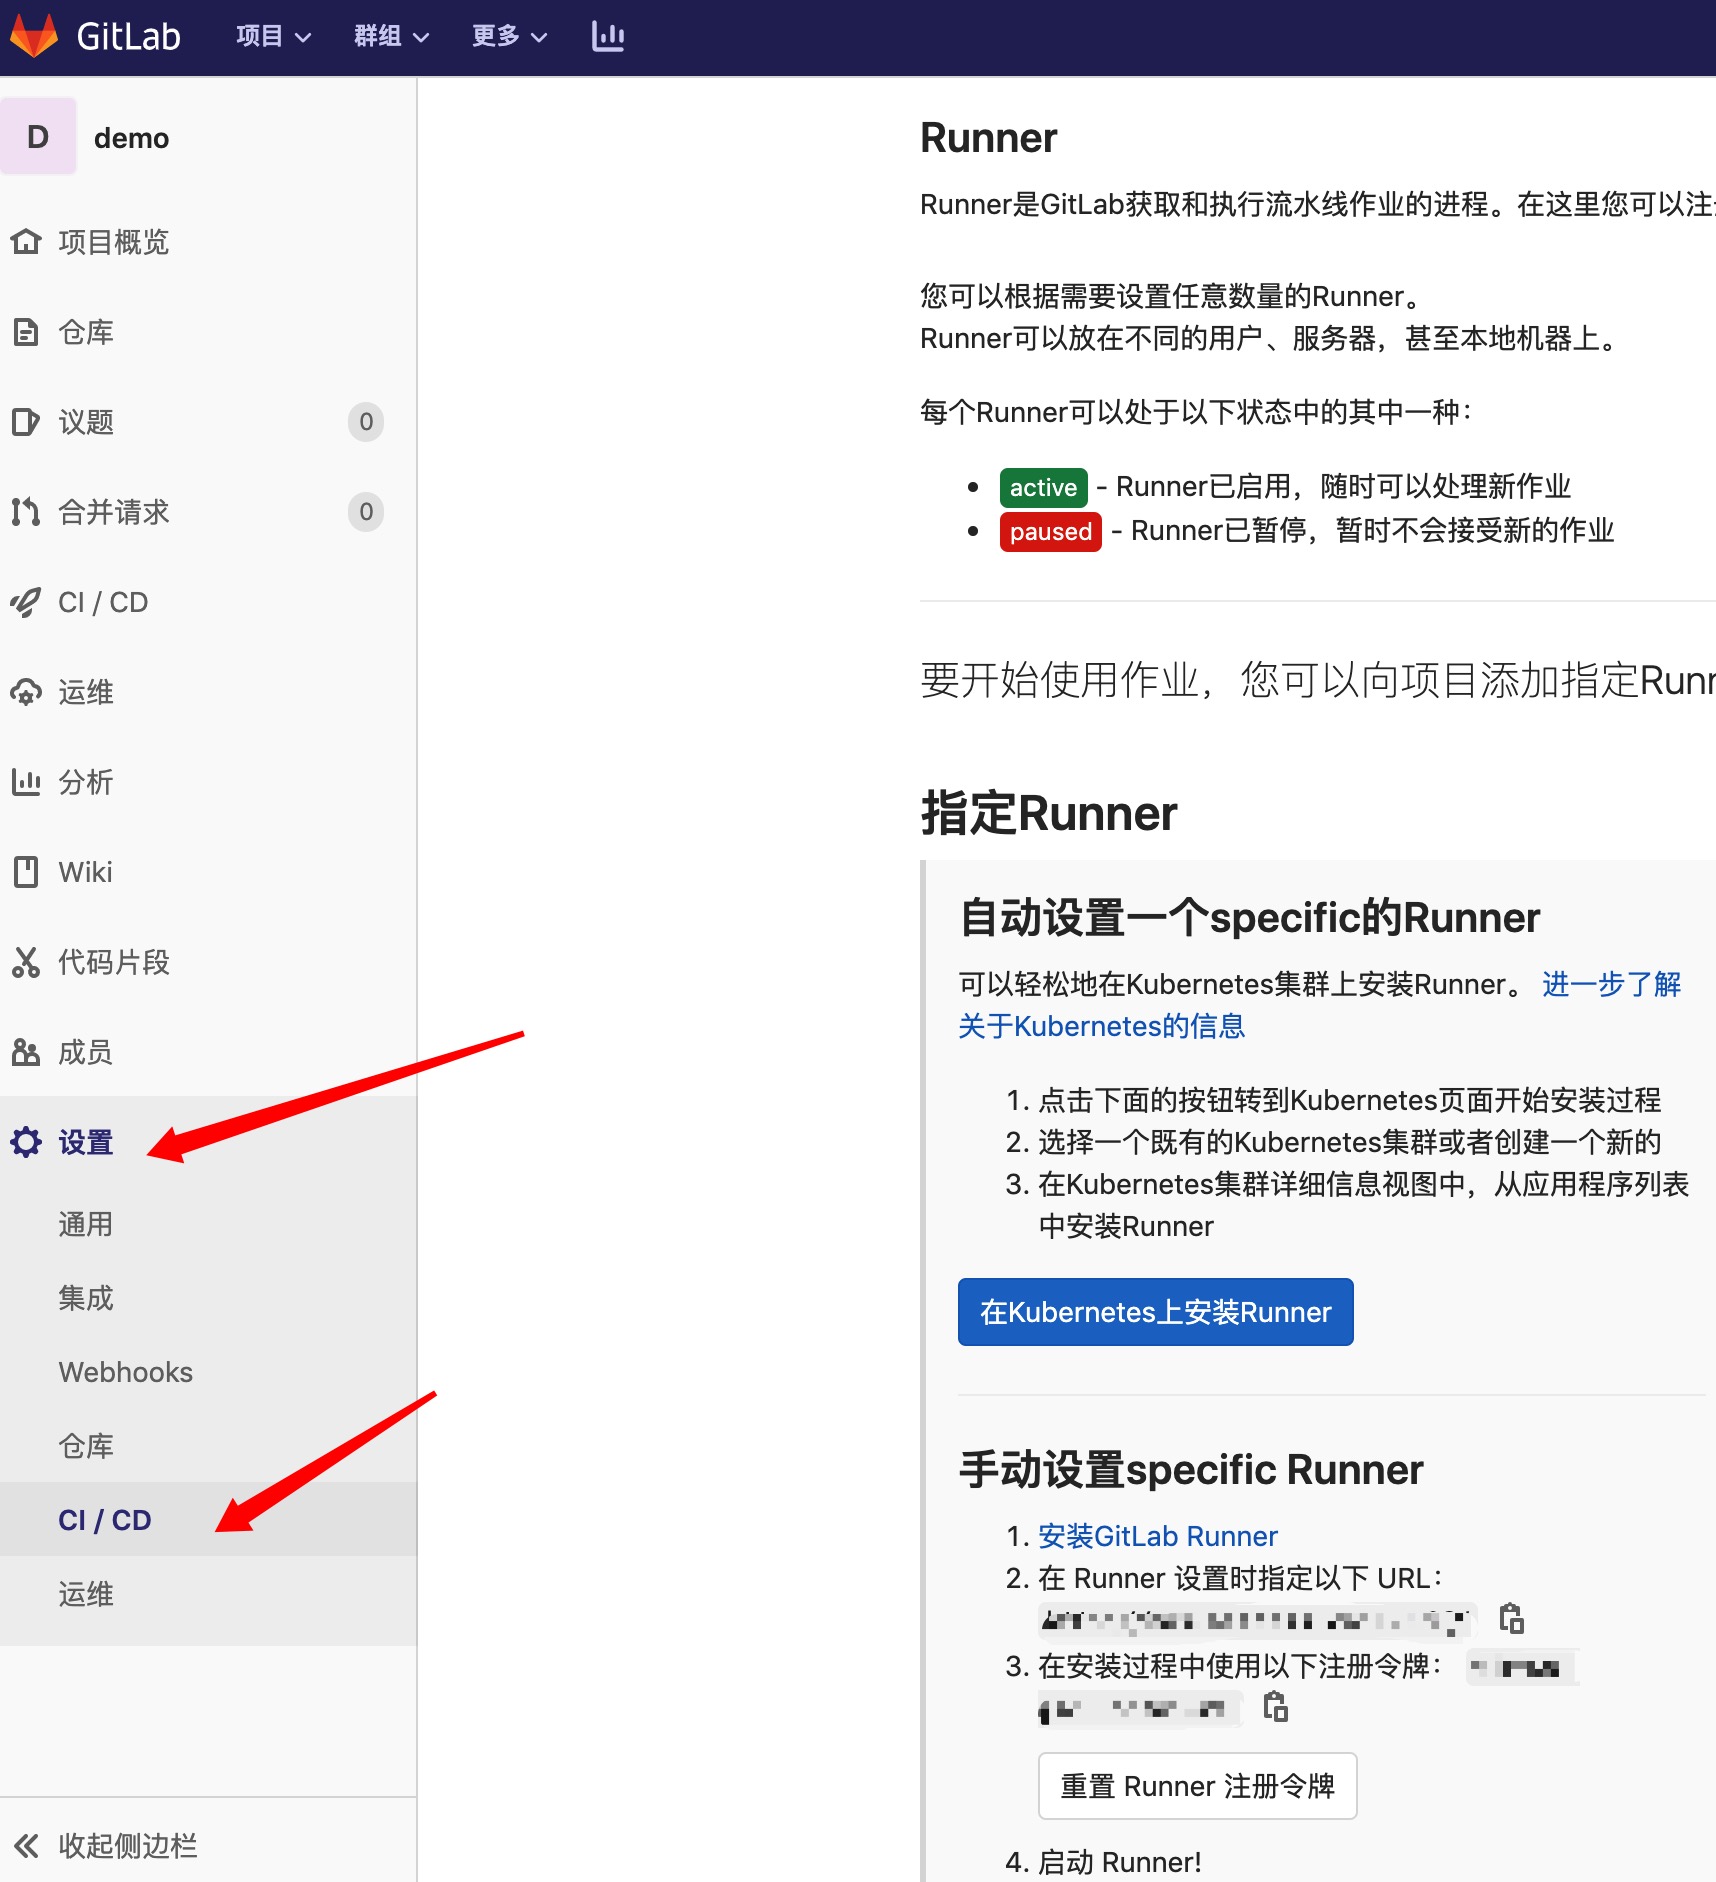 GitLab
项目
群组
更多
D
demo
项目概览
仓库
议题
0
合并请求
0
CI / CD
运维
分析
Wiki
代码片段
成员
设置
通用
集成
Webhooks
仓库
CI / CD
运维
收起侧边栏
Runner
Runner是GitLab获取和执行流水线作业的进程。在这里您可以注
您可以根据需要设置任意数量的Runner。
Runner可以放在不同的用户、服务器，甚至本地机器上。
每个Runner可以处于以下状态中的其中一种：
• active - Runner已启用，随时可以处理新作业
• paused - Runner已暂停，暂时不会接受新的作业
要开始使用作业，您可以向项目添加指定Runn
指定Runner
自动设置一个specific的Runner
可以轻松地在Kubernetes集群上安装Runner。 进一步了解
关于Kubernetes的信息
1. 点击下面的按钮转到Kubernetes页面开始安装过程
2. 选择一个既有的Kubernetes集群或者创建一个新的
3. 在Kubernetes集群详细信息视图中，从应用程序列表
中安装Runner
在Kubernetes上安装Runner
手动设置specific Runner
1. 安装GitLab Runner
2. 在 Runner 设置时指定以下 URL：
3. 在安装过程中使用以下注册令牌：
重置 Runner 注册令牌
4. 启动 Runner!